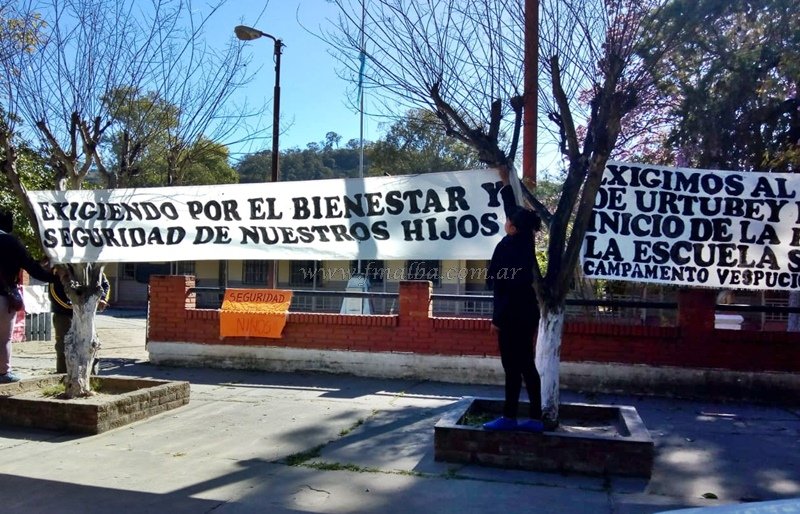 EXIGIENDO POR EL BIENESTAR Y
SEGURIDAD DE NUESTROS HIJOS
EXIGIMOS AL
DE URTUBEY
INICIO DE LA
LA ESCUELA
CAMPAMENTO VESPUCIO
SEGURIDAD
NIÑOS
www.fmalba.com.ar